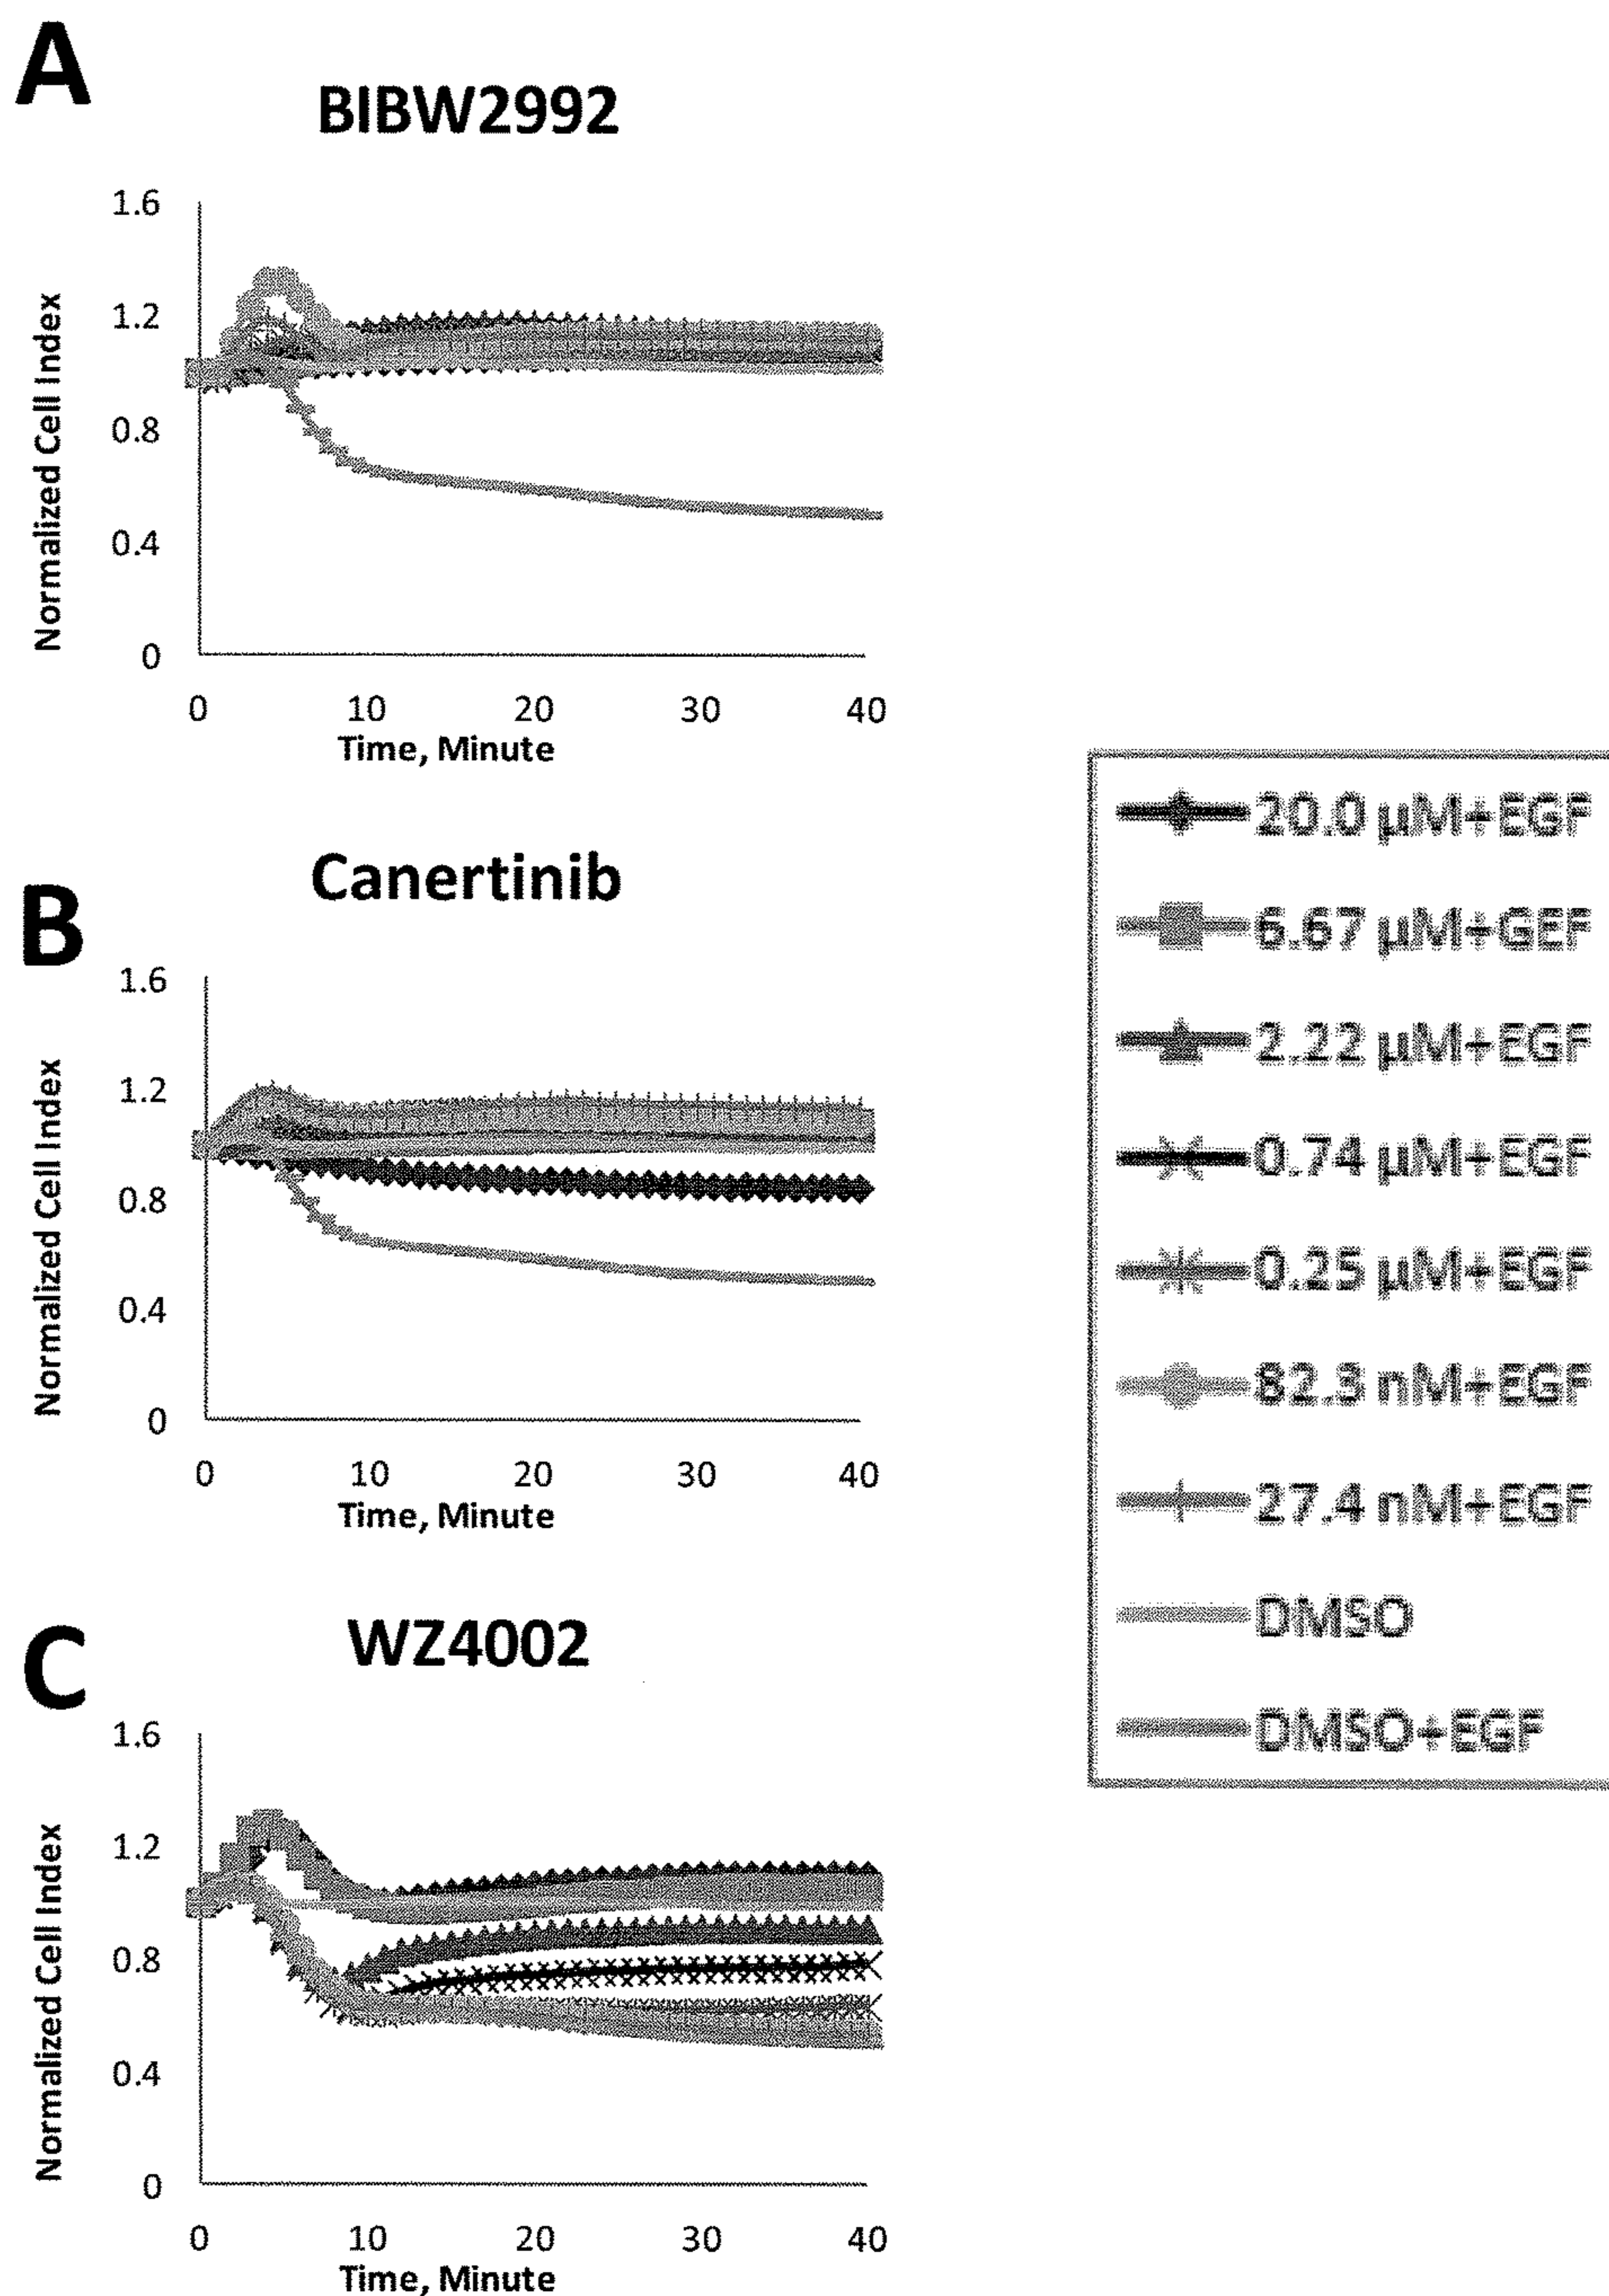 A
BIBW2992
Normalized Cell Index
1.6
1.2
0.8
0.4
0
0 10 20 30 40
Time, Minute
B
Canertinib
Normalized Cell Index
1.6
1.2
0.8
0.4
0
0 10 20 30 40
Time, Minute
C
WZ4002
Normalized Cell Index
1.6
1.2
0.8
0.4
0
0 10 20 30 40
Time, Minute
20.0 µM+EGF
6.67 µM+GEF
2.22 µM+EGF
0.74 µM+EGF
0.25 µM+EGF
82.3 nM+EGF
27.4 nM+EGF
DMSO
DMSO+EGF